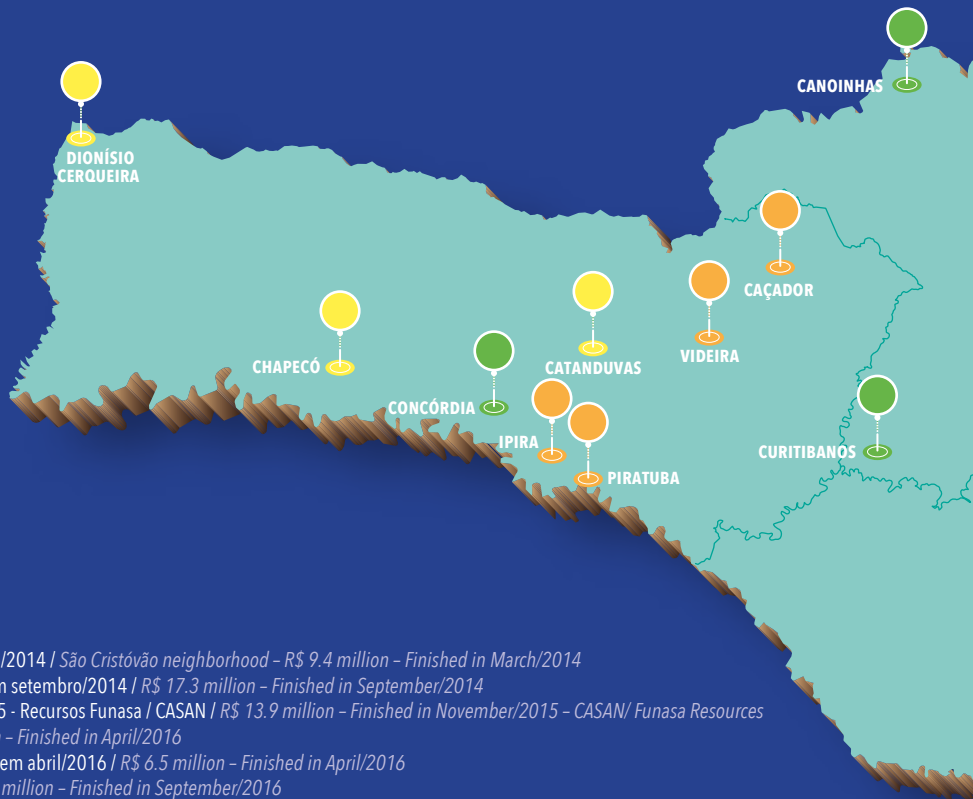 CANOINHAS
DIONÍSIO
CERQUEIRA
CAÇADOR
VIDEIRA
CHAPECÓ
CATANDUVAS
CONCÓRDIA
IPIRA
CURITIBANOS
PIRATUBA
/2014 / São Cristóvão neighborhood – R$ 9.4 million – Finished in March/2014
setembro/2014 / R$ 17.3 million – Finished in September/2014
5 - Recursos Funasa / CASAN / R$ 13.9 million – Finished in November/2015 – CASAN/ Funasa Resources
– Finished in April/2016
em abril/2016 / R$ 6.5 million – Finished in April/2016
million – Finished in September/2016